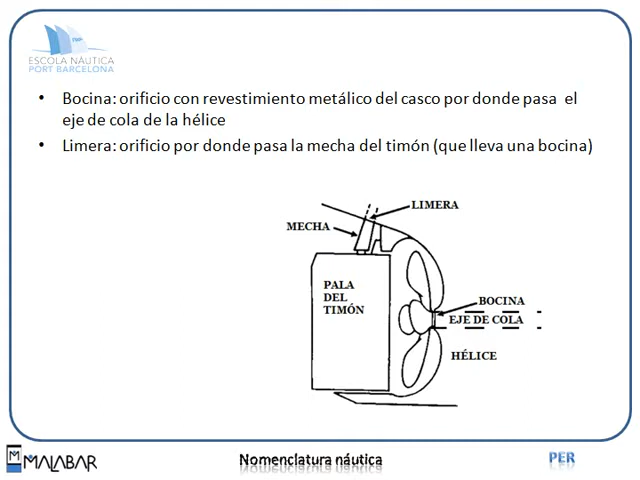 ESCOLA NÁUTICA
PORT BARCELONA
• Bocina: orificio con revestimiento metálico del casco por donde pasa el
eje de cola de la hélice
• Limera: orificio por donde pasa la mecha del timón (que lleva una bocina)
LIMERA
MECHA
PALA
DEL
TIMÓN
BOCINA
EJE DE COLA
HÉLICE
MALABAR
Nomenclatura náutica
PER